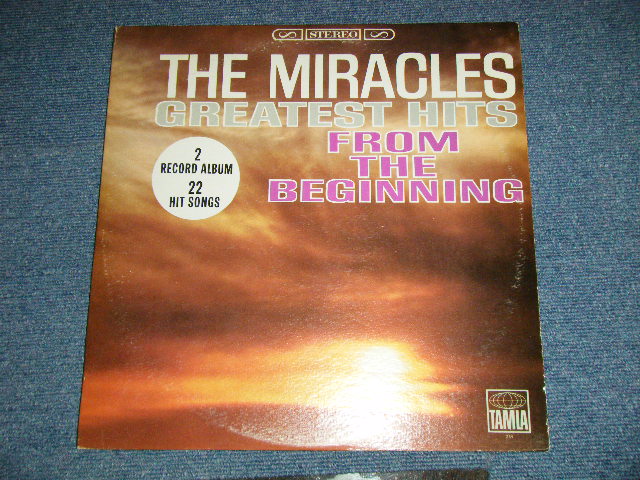 STEREO
THE MIRACLES
GREATEST HITS
FROM
THE
BEGINNING
2
RECORD ALBUM
22
HIT SONGS
TAMLA